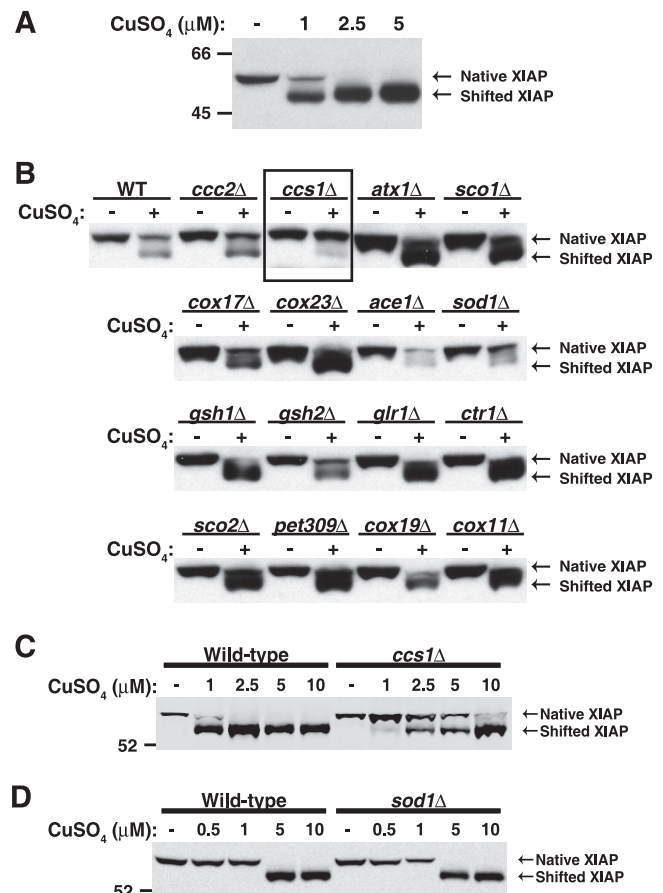 A
CuSO4 (μM): - 1 2.5 5
66
← Native XIAP
← Shifted XIAP
45
B
WT ccc2Δ ccs1Δ atx1Δ sco1Δ
CuSO4: - + - + - + - + - +
← Native XIAP
← Shifted XIAP
cox17Δ cox23Δ ace1Δ sod1Δ
CuSO4: - + - + - + - +
← Native XIAP
← Shifted XIAP
gsh1Δ gsh2Δ glr1Δ ctr1Δ
CuSO4: - + - + - + - +
← Native XIAP
← Shifted XIAP
sco2Δ pet309Δ cox19Δ cox11Δ
CuSO4: - + - + - + - +
← Native XIAP
← Shifted XIAP
C
Wild-type ccs1Δ
CuSO4 (μM): - 1 2.5 5 10 - 1 2.5 5 10
←Native XIAP
←Shifted XIAP
52
D
Wild-type sod1Δ
CuSO4 (μM): - 0.5 1 5 10 - 0.5 1 5 10
←Native XIAP
←Shifted XIAP
52